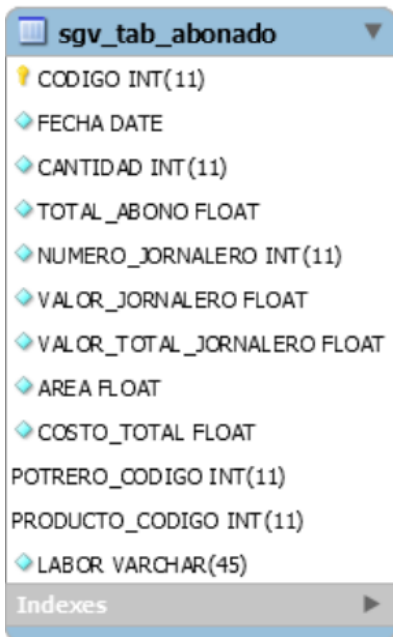 sgv_tab_abonado
CODIGO INT(11)
FECHA DATE
CANTIDAD INT(11)
TOTAL_ABONO FLOAT
NUMERO_JORNALERO INT(11)
VALOR_JORNALERO FLOAT
VALOR_TOTAL_JORNALERO FLOAT
AREA FLOAT
COSTO_TOTAL FLOAT
POTRERO_CODIGO INT(11)
PRODUCTO_CODIGO INT(11)
LABOR VARCHAR(45)
Indexes